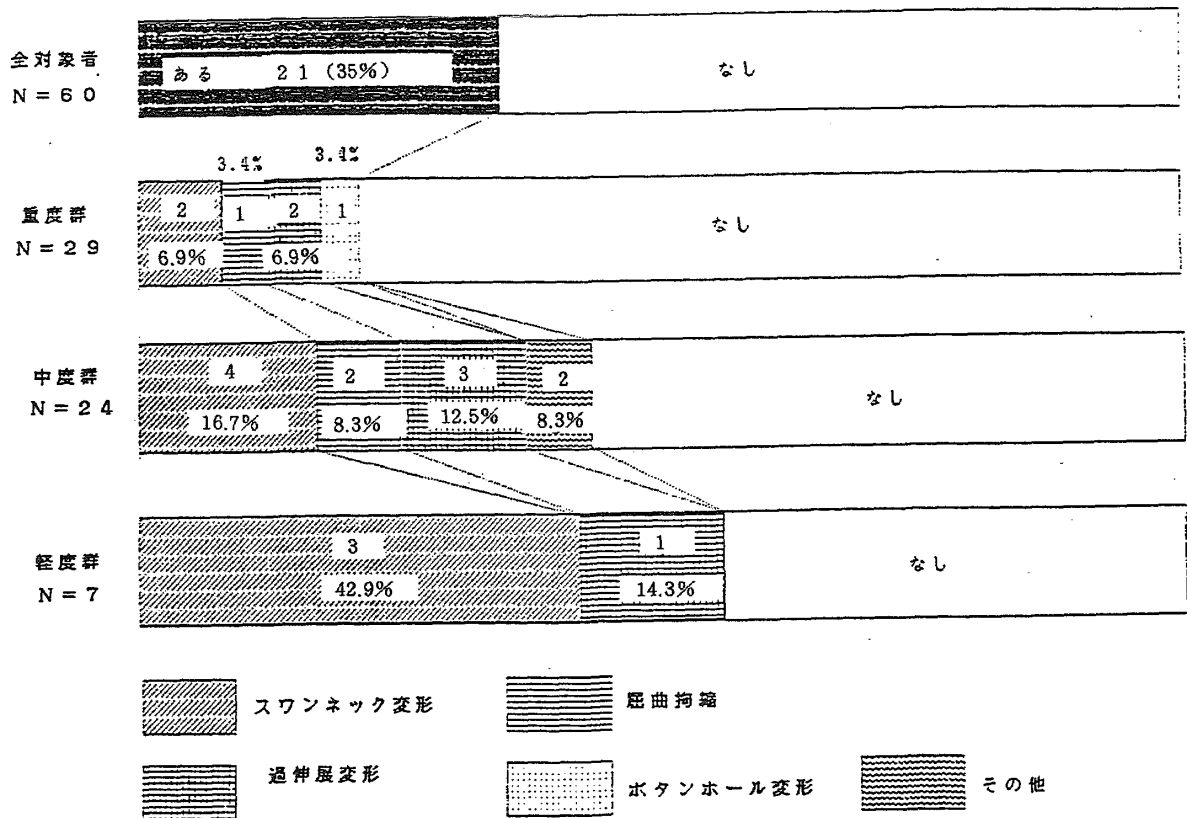 全対象者
N=60
ある 21(35%)
なし
3.4% 3.4%
重度群
N=29
2 1 2 1
6.9% 6.9%
なし
中度群
N=24
4 2 3 2
16.7% 8.3% 12.5% 8.3%
なし
軽度群
N=7
3 1
42.9% 14.3%
なし
スワンネック変形
屈曲拘縮
過伸展変形
ボタンホール変形
その他